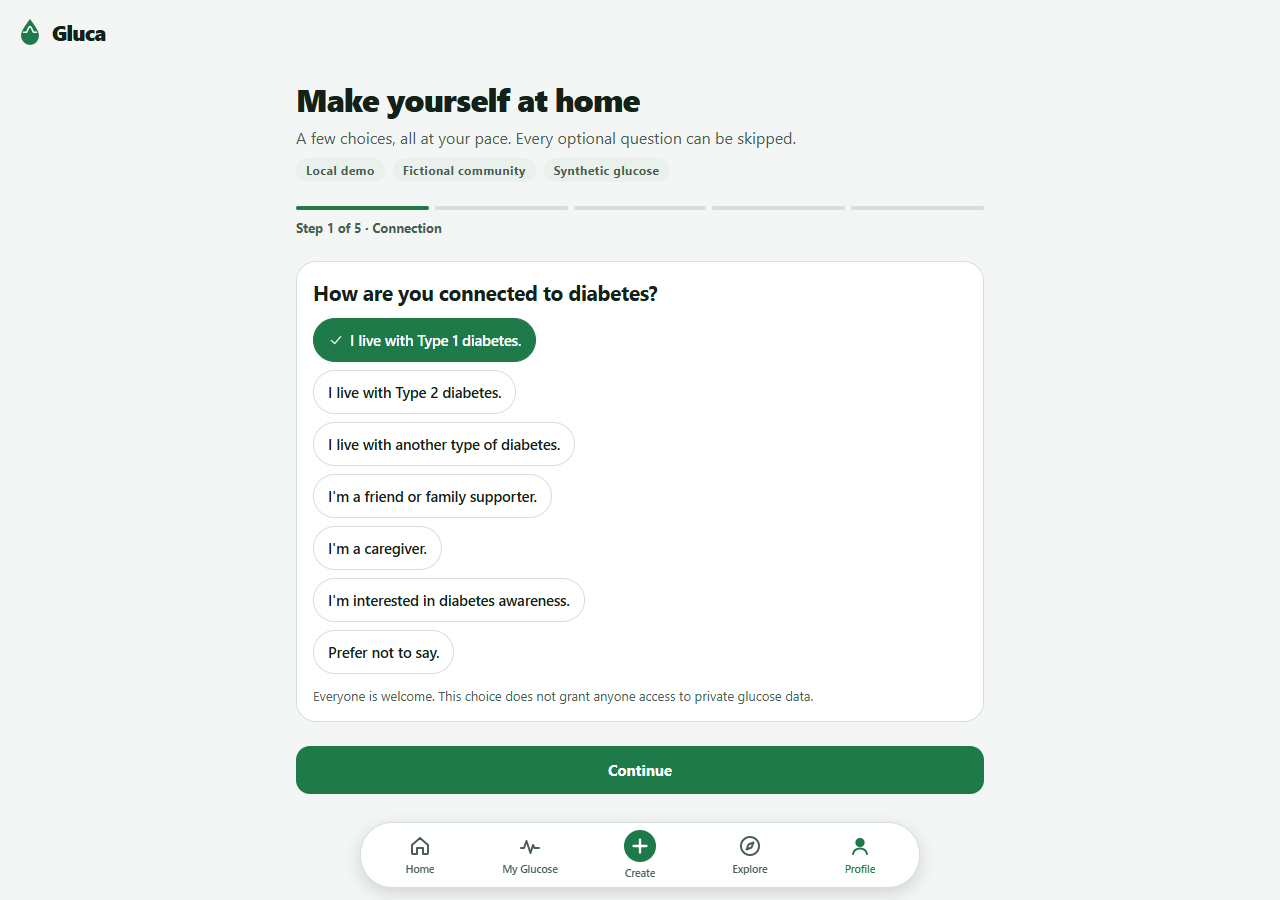 Gluca
Make yourself at home
A few choices, all at your pace. Every optional question can be skipped.
Local demo
Fictional community
Synthetic glucose
Step 1 of 5 · Connection
How are you connected to diabetes?
I live with Type 1 diabetes.
I live with Type 2 diabetes.
I live with another type of diabetes.
I'm a friend or family supporter.
I'm a caregiver.
I'm interested in diabetes awareness.
Prefer not to say.
Everyone is welcome. This choice does not grant anyone access to private glucose data.
Continue
Home
My Glucose
Create
Explore
Profile